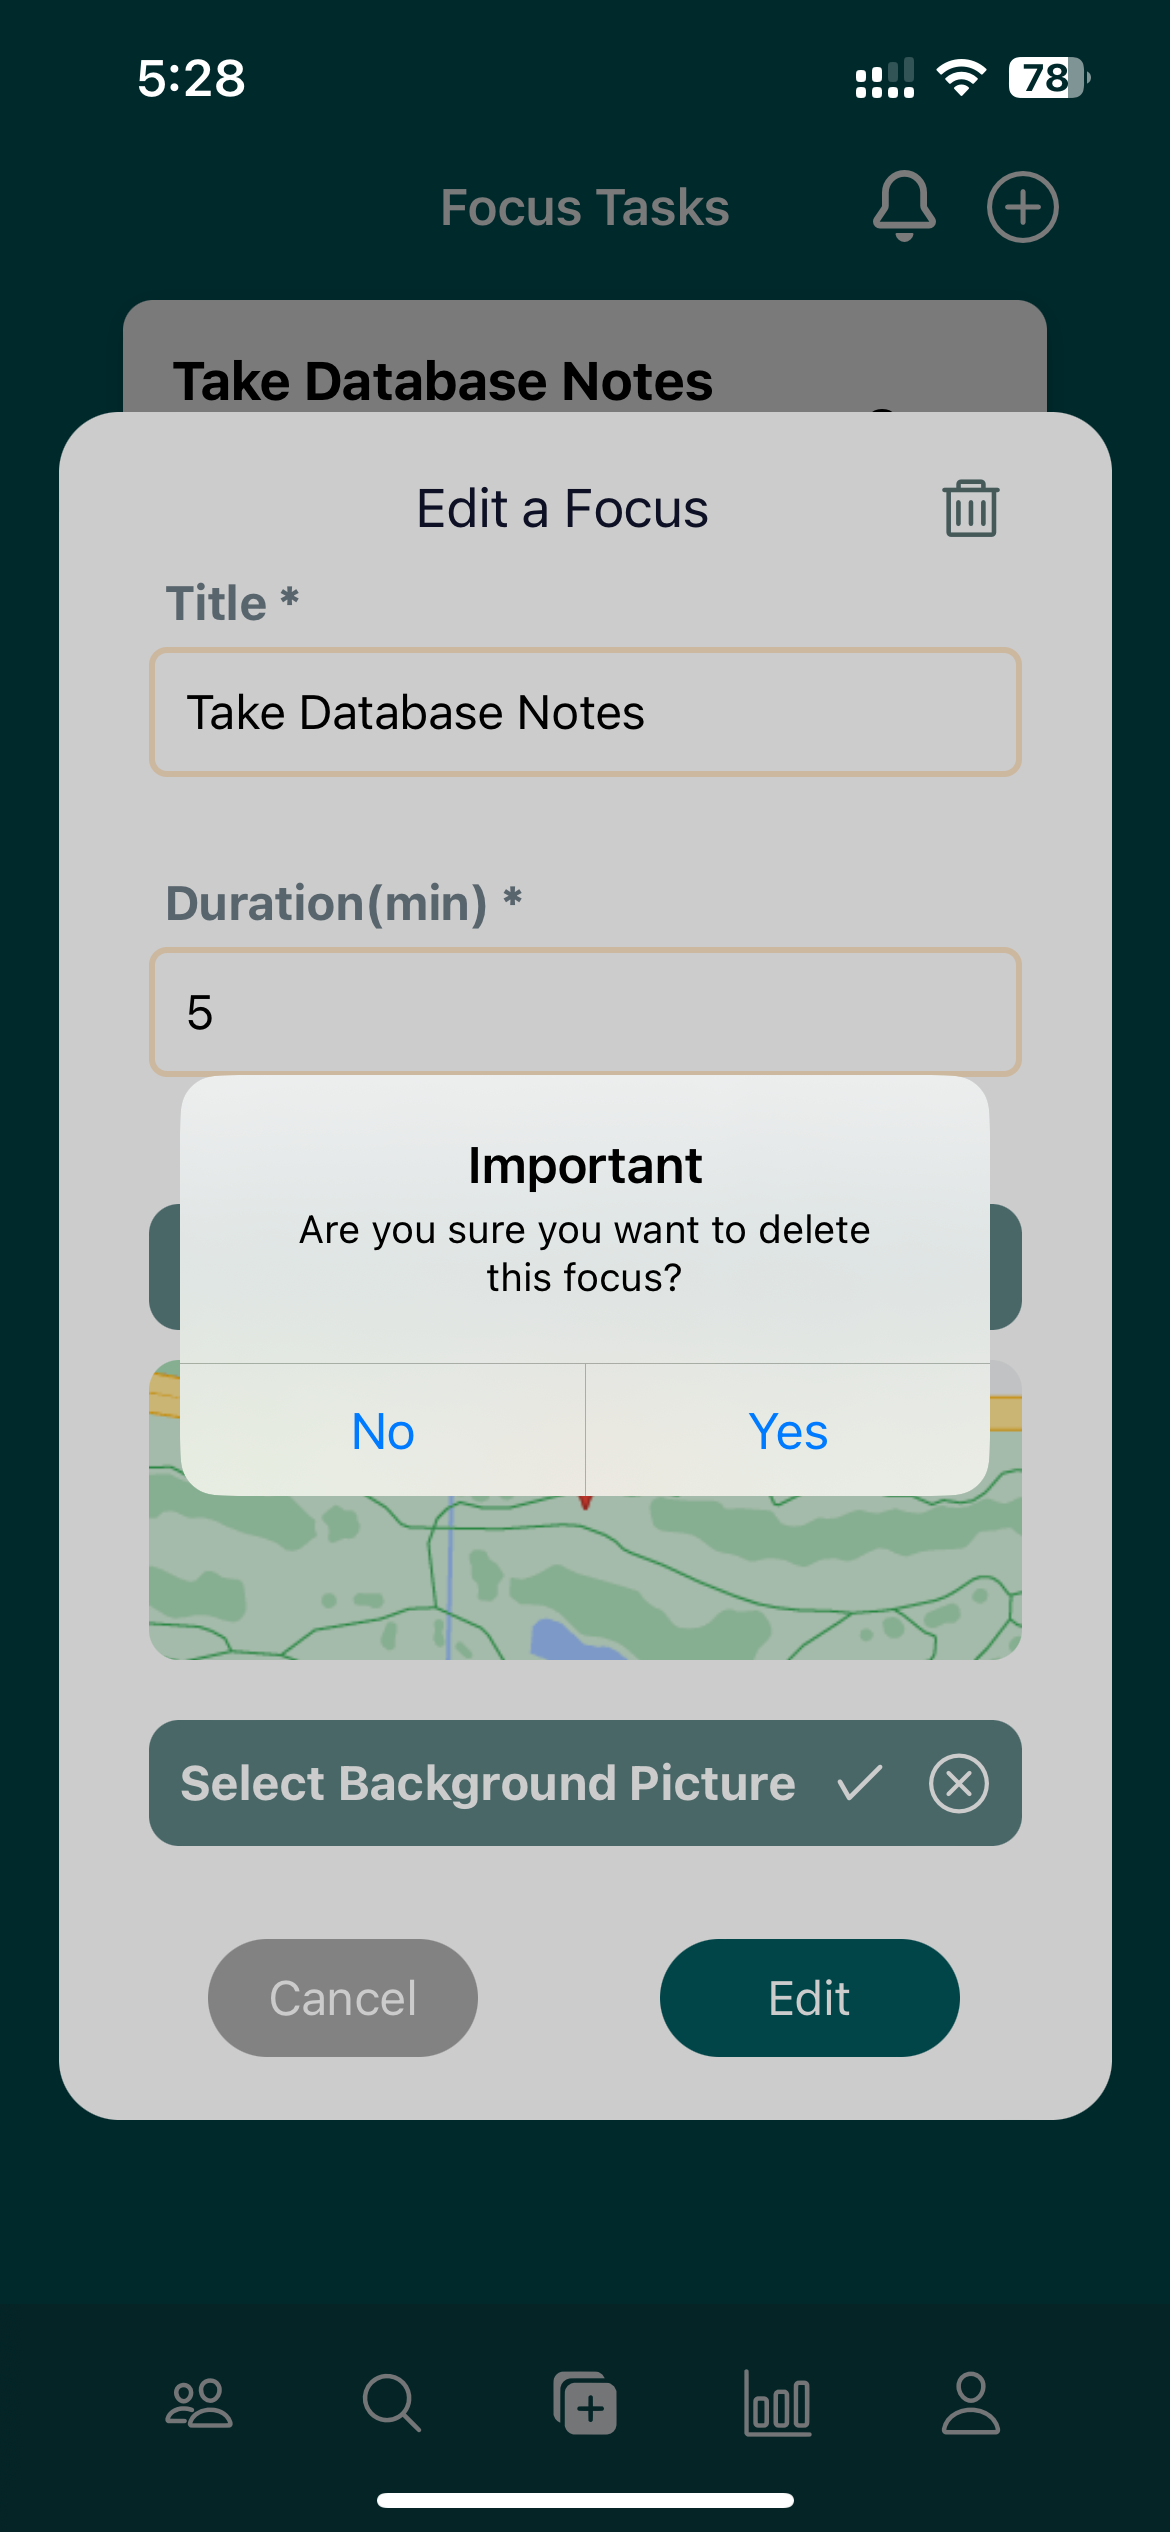 5:28
78
Focus Tasks
Take Database Notes
Edit a Focus
Title *
Take Database Notes
Duration(min) *
5
Important
Are you sure you want to delete
this focus?
No
Yes
Select Background Picture
Cancel
Edit